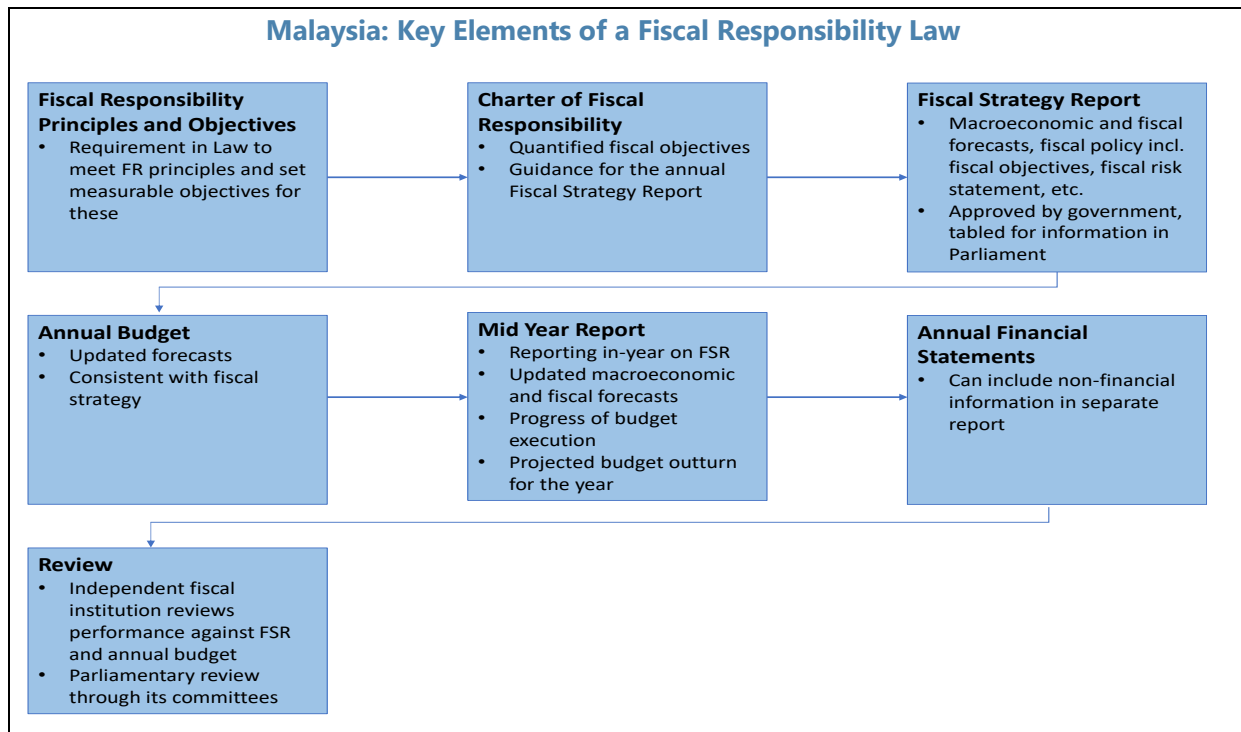 Malaysia: Key Elements of a Fiscal Responsibility Law
Fiscal Responsibility
Principles and Objectives
• Requirement in Law to
meet FR principles and set
measurable objectives for
these
Charter of Fiscal
Responsibility
• Quantified fiscal objectives
• Guidance for the annual
Fiscal Strategy Report
Fiscal Strategy Report
• Macroeconomic and fiscal
forecasts, fiscal policy incl.
fiscal objectives, fiscal risk
statement, etc.
• Approved by government,
tabled for information in
Parliament
Annual Budget
• Updated forecasts
• Consistent with fiscal
strategy
Mid Year Report
• Reporting in-year on FSR
• Updated macroeconomic
and fiscal forecasts
• Progress of budget
execution
• Projected budget outturn
for the year
Annual Financial
Statements
• Can include non-financial
information in separate
report
Review
• Independent fiscal
institution reviews
performance against FSR
and annual budget
• Parliamentary review
through its committees